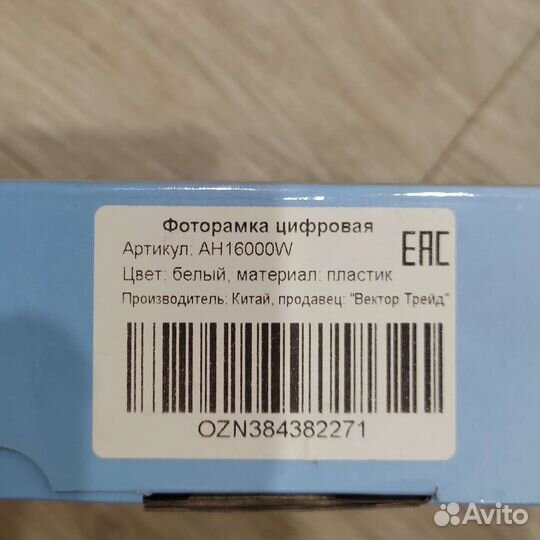 Фоторамка цифровая
Артикул: AH16000W
Цвет: белый, материал: пластик
Производитель: Китай, продавец: "Вектор Трейд"
EAC
OZN384382271
Avito